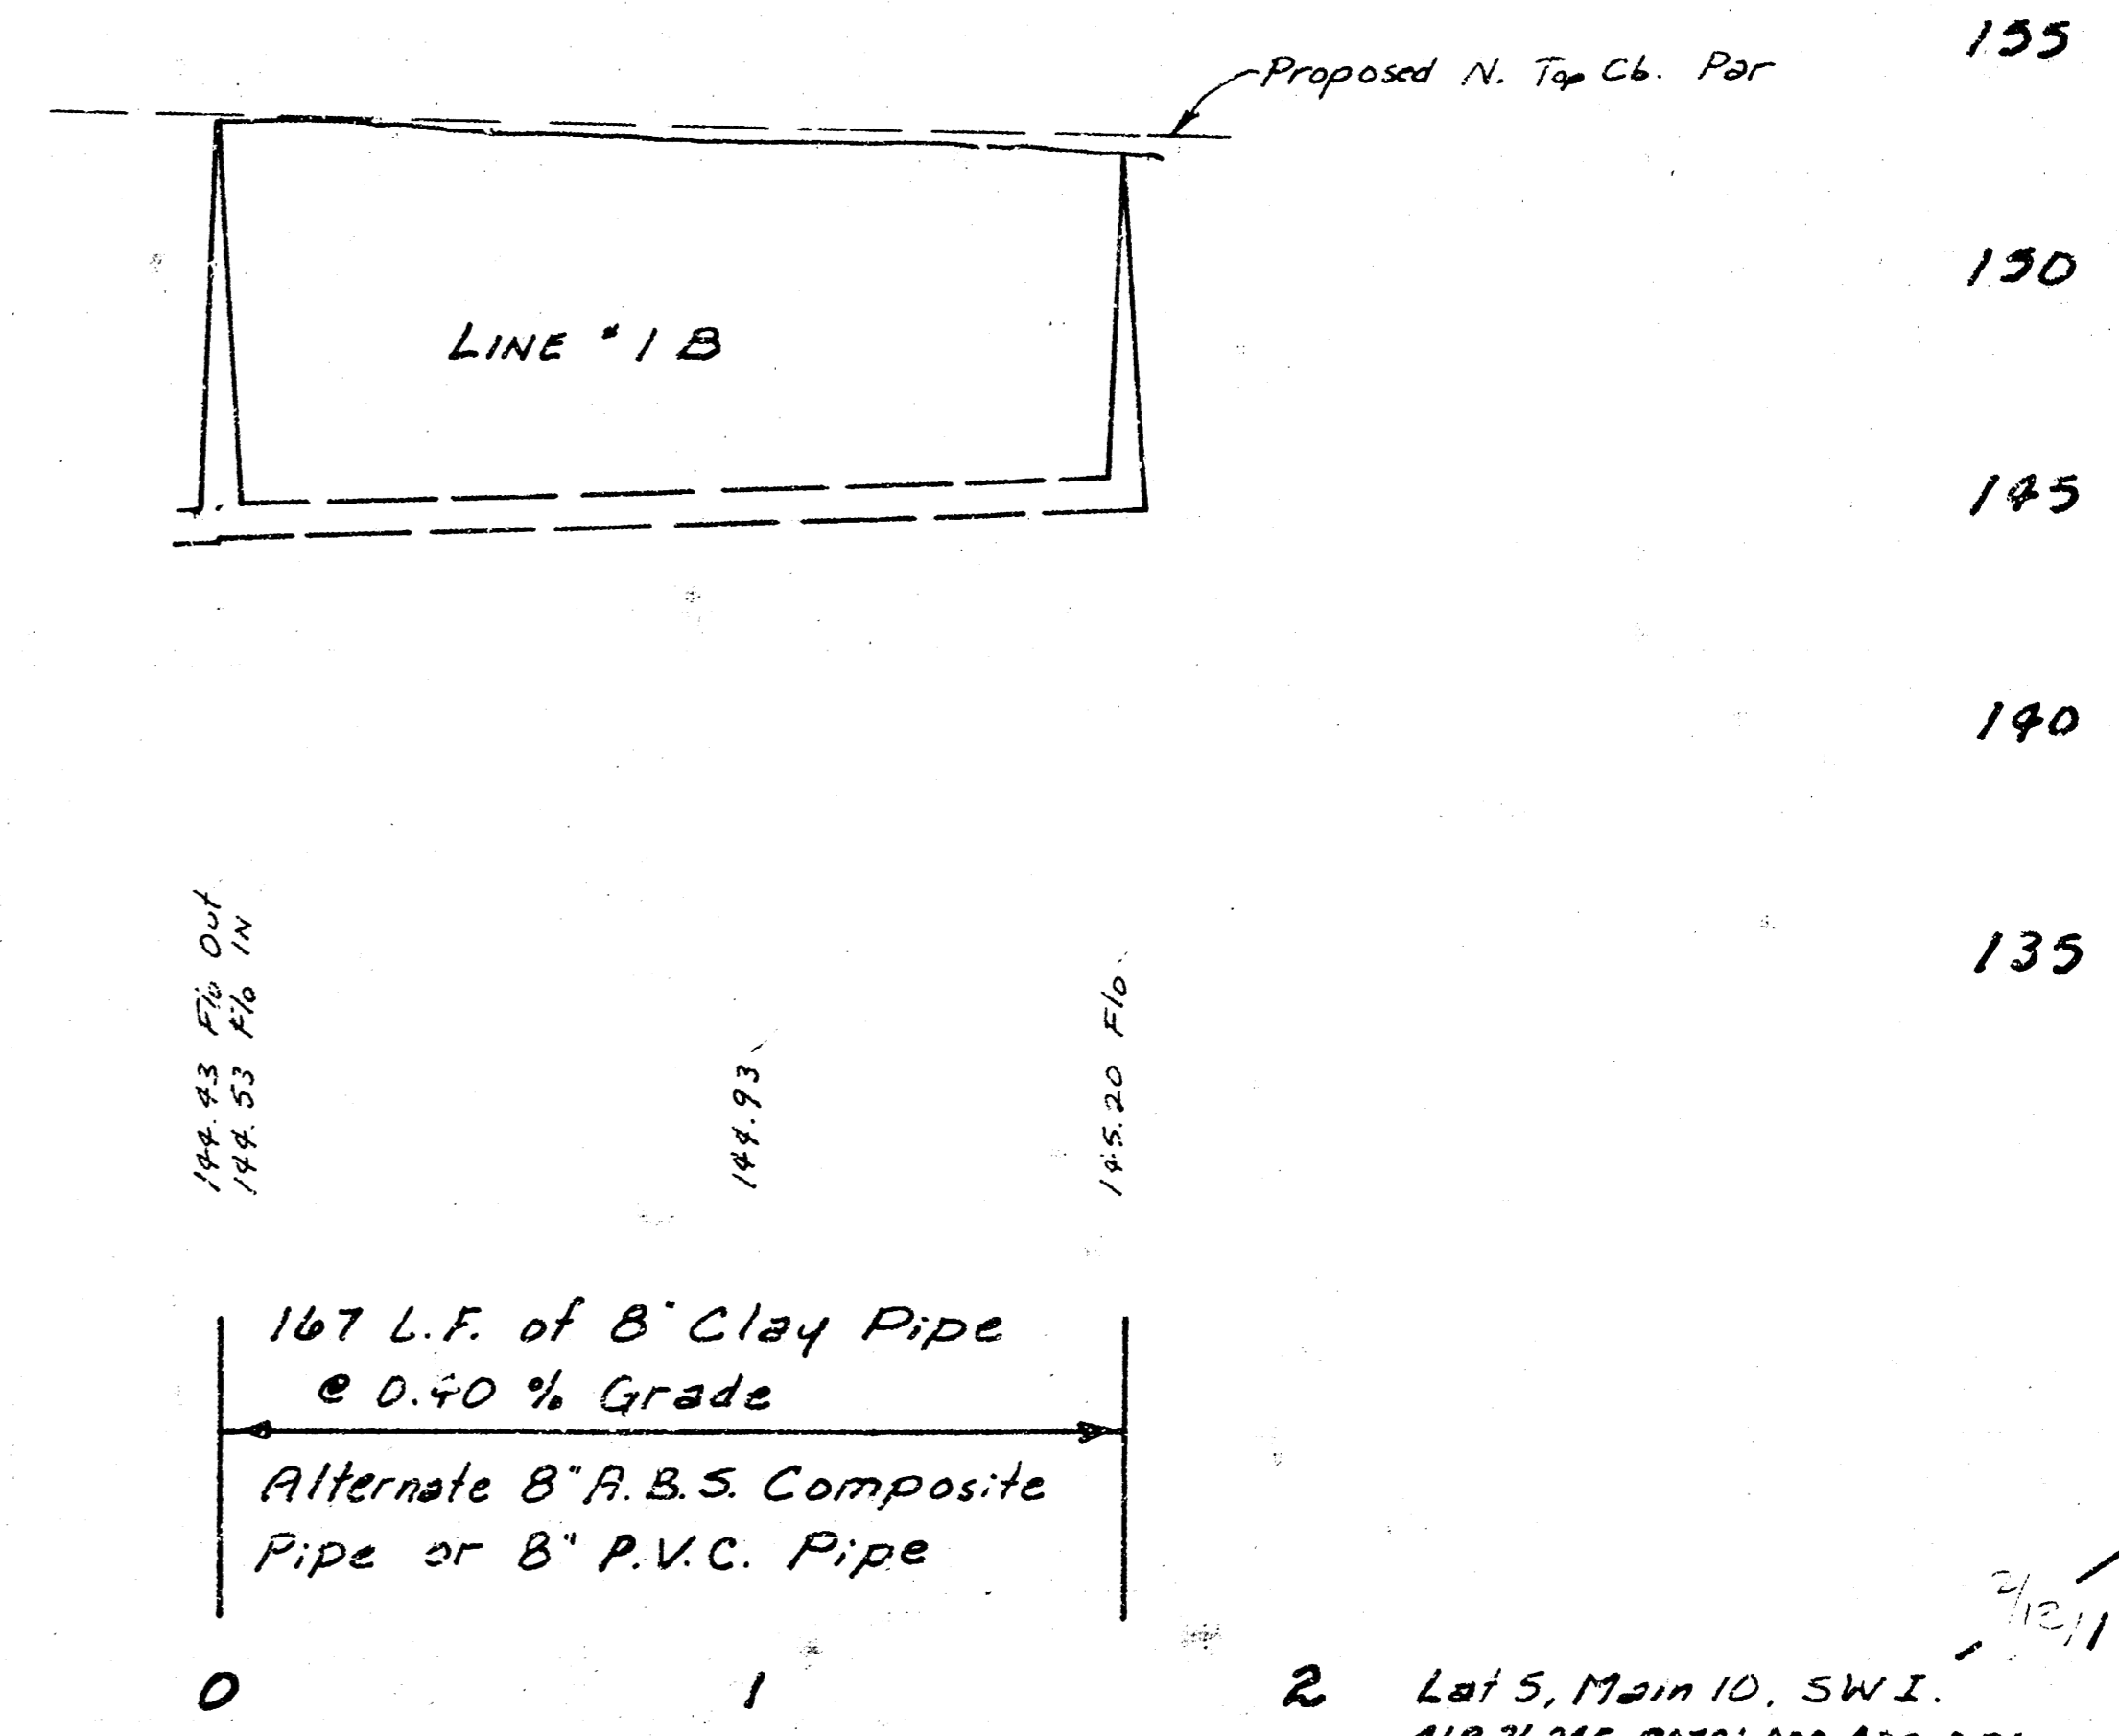 155
Proposed N. Top Cb. Par
150
LINE #1B
145
140
135
144.43 Flo Out
144.53 Flo IN
144.93
145.20 Flo
167 L.F. of 8" Clay Pipe
@ 0.40 % Grade
Alternate 8" A.B.S. Composite
Pipe or 8" P.V.C. Pipe
0 1 2
Lat 5, Main 10, SW I.